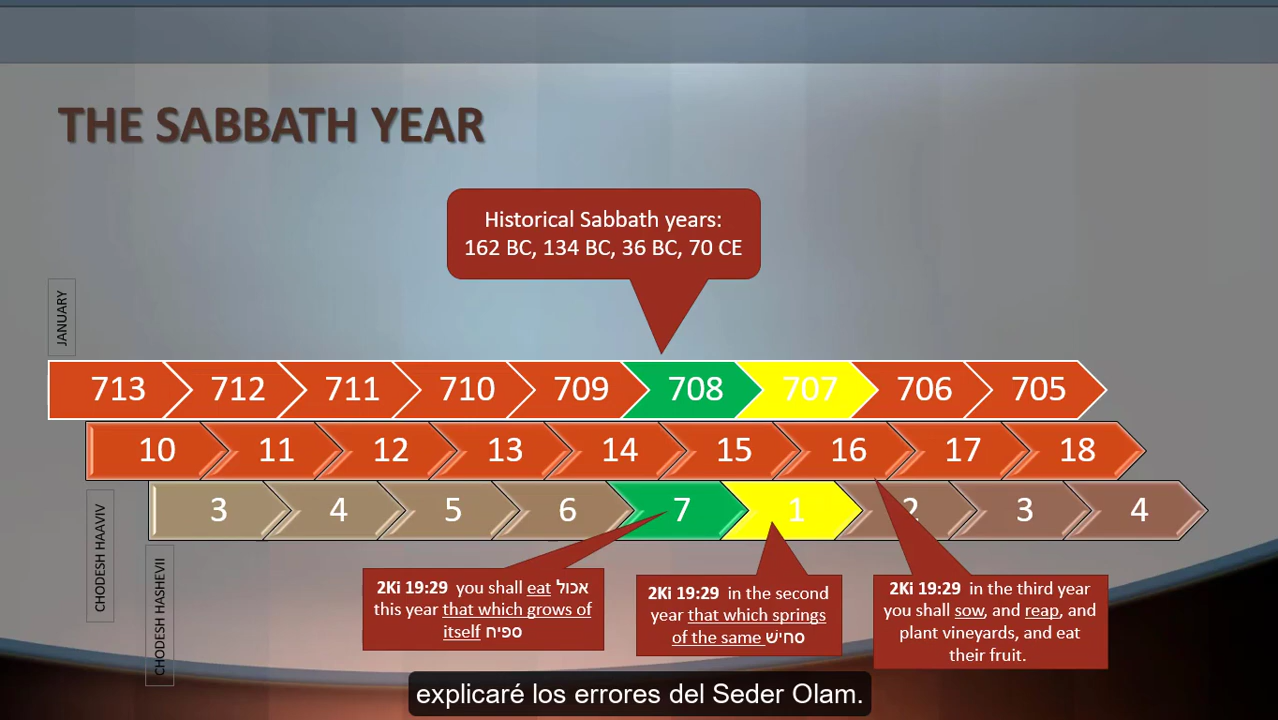 THE SABBATH YEAR
Historical Sabbath years:
162 BC, 134 BC, 36 BC, 70 CE
JANUARY
713 712 711 710 709 708 707 706 705
10 11 12 13 14 15 16 17 18
3 4 5 6 7 1 2 3 4
CHODESH HAAVIV
CHODESH HASHEVII
2Ki 19:29 you shall eat אכול
this year that which grows of
itself ספיח
2Ki 19:29 in the second
year that which springs
of the same סחיש
2Ki 19:29 in the third year
you shall sow, and reap, and
plant vineyards, and eat
their fruit.
explicaré los errores del Seder Olam.